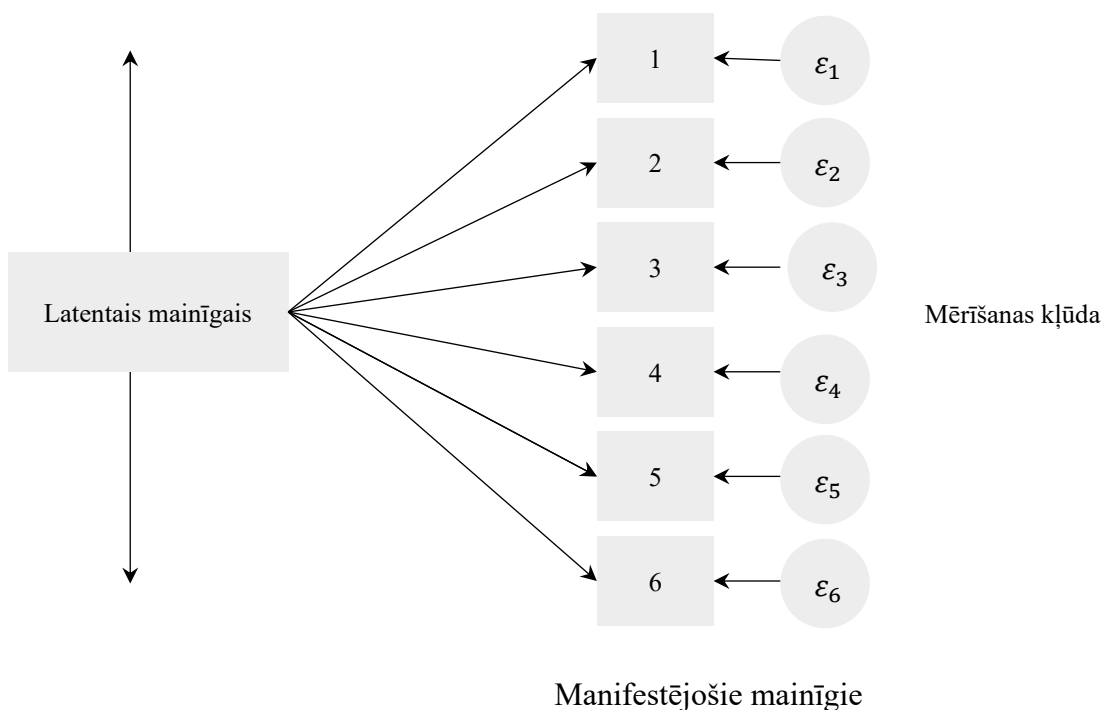 1
ε₁
2
ε₂
3
ε₃
Latentais mainīgais
Mērīšanas kļūda
4
ε₄
5
ε₅
6
ε₆
Manifestējošie mainīgie